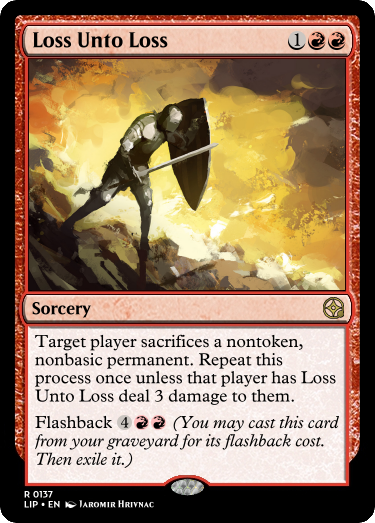 Loss Unto Loss 1
Sorcery
Target player sacrifices a nontoken,
nonbasic permanent. Repeat this
process once unless that player has Loss
Unto Loss deal 3 damage to them.
Flashback 4 (You may cast this card
from your graveyard for its flashback cost.
Then exile it.)
R 0137
LIP • EN Jaromir Hrivnac